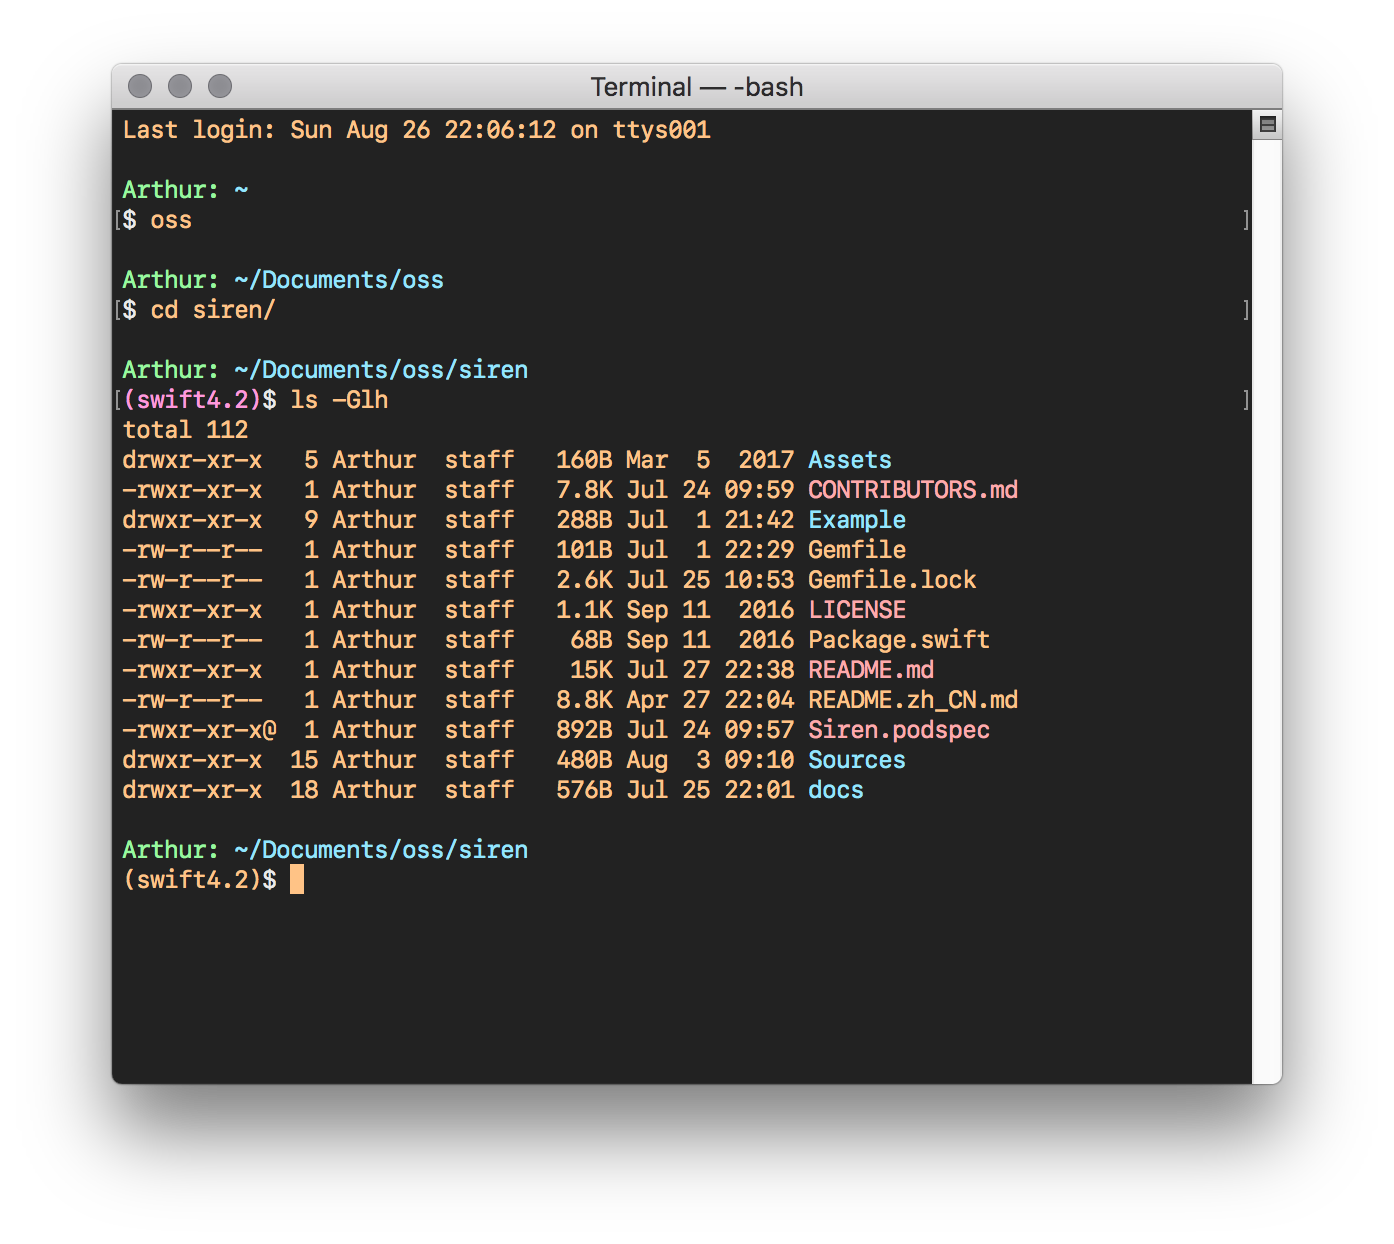 Terminal — -bash
Last login: Sun Aug 26 22:06:12 on ttys001
Arthur: ~
[$ oss ]
Arthur: ~/Documents/oss
[$ cd siren/ ]
Arthur: ~/Documents/oss/siren
[(swift4.2)$ ls -Glh ]
total 112
drwxr-xr-x   5 Arthur  staff   160B Mar  5  2017 Assets
-rwxr-xr-x   1 Arthur  staff   7.8K Jul 24 09:59 CONTRIBUTORS.md
drwxr-xr-x   9 Arthur  staff   288B Jul  1 21:42 Example
-rw-r--r--   1 Arthur  staff   101B Jul  1 22:29 Gemfile
-rw-r--r--   1 Arthur  staff   2.6K Jul 25 10:53 Gemfile.lock
-rwxr-xr-x   1 Arthur  staff   1.1K Sep 11  2016 LICENSE
-rw-r--r--   1 Arthur  staff    68B Sep 11  2016 Package.swift
-rwxr-xr-x   1 Arthur  staff    15K Jul 27 22:38 README.md
-rw-r--r--   1 Arthur  staff   8.8K Apr 27 22:04 README.zh_CN.md
-rwxr-xr-x@  1 Arthur  staff   892B Jul 24 09:57 Siren.podspec
drwxr-xr-x  15 Arthur  staff   480B Aug  3 09:10 Sources
drwxr-xr-x  18 Arthur  staff   576B Jul 25 22:01 docs
Arthur: ~/Documents/oss/siren
(swift4.2)$